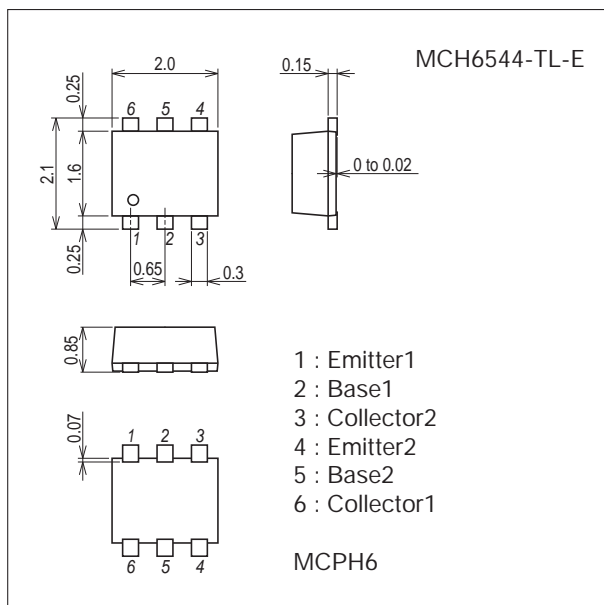 MCH6544-TL-E
2.0
0.15
0.25
6 5 4
2.1
1.6
0 to 0.02
1 2 3
0.25
0.65
0.3
0.85
1 : Emitter1
2 : Base1
3 : Collector2
4 : Emitter2
5 : Base2
6 : Collector1
0.07
1 2 3
6 5 4
MCPH6